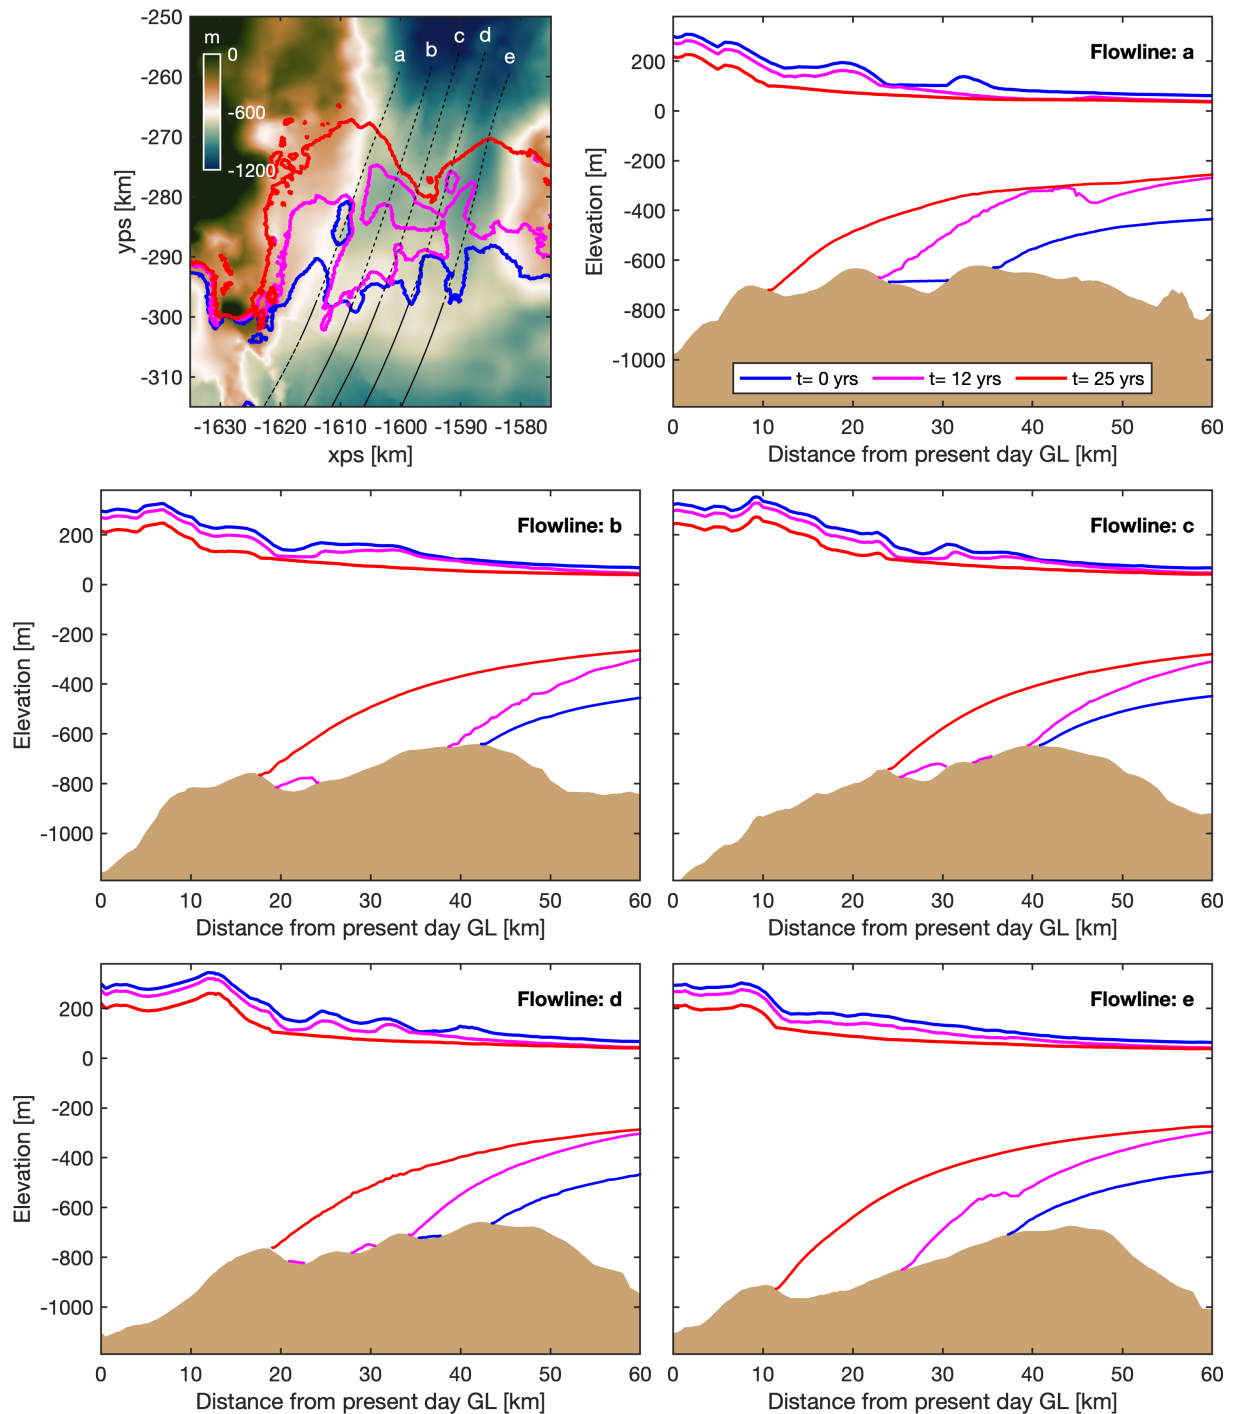 -250
-260
-270
-280
-290
-300
-310
yps [km]
m
0
-600
-1200
a
b
c
d
e
-1630 -1620 -1610 -1600 -1590 -1580
xps [km]
Flowline: a
200
0
-200
-400
-600
-800
-1000
Elevation [m]
t= 0 yrs t= 12 yrs t= 25 yrs
0 10 20 30 40 50 60
Distance from present day GL [km]
Flowline: b
200
0
-200
-400
-600
-800
-1000
Elevation [m]
0 10 20 30 40 50 60
Distance from present day GL [km]
Flowline: c
0 10 20 30 40 50 60
Distance from present day GL [km]
Flowline: d
200
0
-200
-400
-600
-800
-1000
Elevation [m]
0 10 20 30 40 50 60
Distance from present day GL [km]
Flowline: e
0 10 20 30 40 50 60
Distance from present day GL [km]